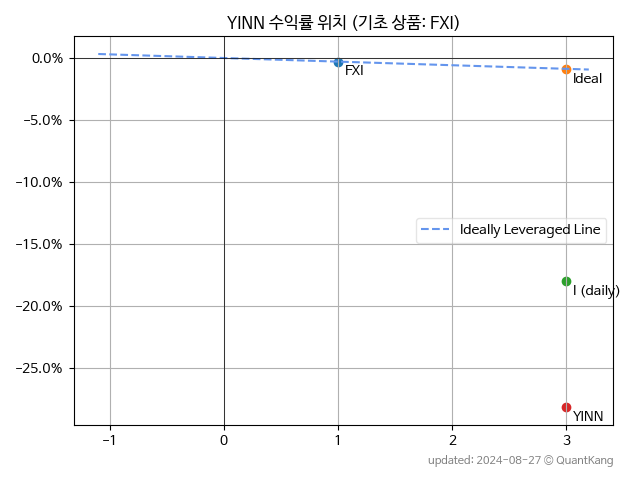 YINN 수익률 위치 (기초 상품: FXI)
0.0%
FXI
Ideal
−5.0%
−10.0%
Ideally Leveraged Line
−15.0%
I (daily)
−20.0%
−25.0%
YINN
−1
0
1
2
3
updated: 2024-08-27 © QuantKang